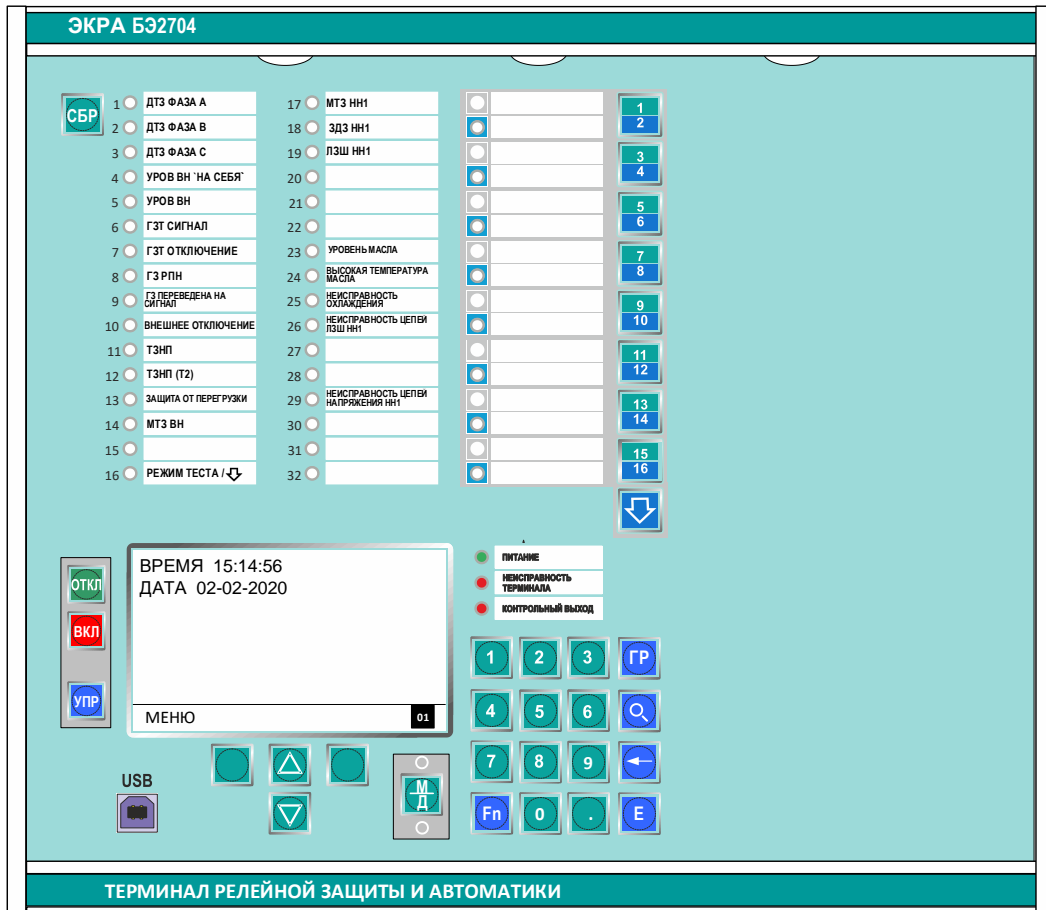 ЭКРА БЭ2704
СБР
1 ДТЗ ФАЗА А
2 ДТЗ ФАЗА В
3 ДТЗ ФАЗА С
4 УРОВ ВН `НА СЕБЯ`
5 УРОВ ВН
6 ГЗТ СИГНАЛ
7 ГЗТ ОТКЛЮЧЕНИЕ
8 ГЗ РПН
9 ГЗ ПЕРЕВЕДЕНА НА
СИГНАЛ
10 ВНЕШНЕЕ ОТКЛЮЧЕНИЕ
11 ТЗНП
12 ТЗНП (Т2)
13 ЗАЩИТА ОТ ПЕРЕГРУЗКИ
14 МТЗ ВН
15
16 РЕЖИМ ТЕСТА /
17 МТЗ НН1
18 ЗДЗ НН1
19 ЛЗШ НН1
20
21
22
23 УРОВЕНЬ МАСЛА
24 ВЫСОКАЯ ТЕМПЕРАТУРА
МАСЛА
25 НЕИСПРАВНОСТЬ
ОХЛАЖДЕНИЯ
26 НЕИСПРАВНОСТЬ ЦЕПЕЙ
ЛЗШ НН1
27
28
29 НЕИСПРАВНОСТЬ ЦЕПЕЙ
НАПРЯЖЕНИЯ НН1
30
31
32
1
2
3
4
5
6
7
8
9
10
11
12
13
14
15
16
ОТКЛ
ВКЛ
УПР
ВРЕМЯ 15:14:56
ДАТА 02-02-2020
МЕНЮ 01
ПИТАНИЕ
НЕИСПРАВНОСТЬ
ТЕРМИНАЛА
КОНТРОЛЬНЫЙ ВЫХОД
1 2 3 ГР
4 5 6
7 8 9
Fn 0 . E
USB
М
Д
ТЕРМИНАЛ РЕЛЕЙНОЙ ЗАЩИТЫ И АВТОМАТИКИ